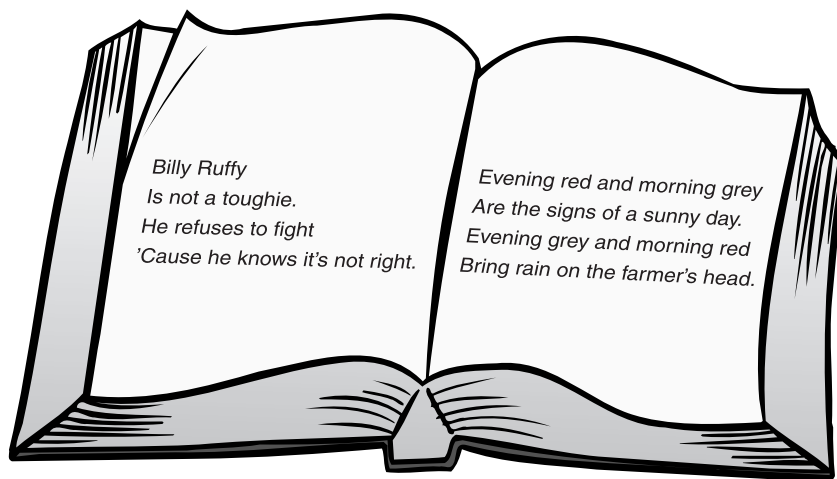 Billy Ruffy
Is not a toughie.
He refuses to fight
’Cause he knows it’s not right.
Evening red and morning grey
Are the signs of a sunny day.
Evening grey and morning red
Bring rain on the farmer’s head.